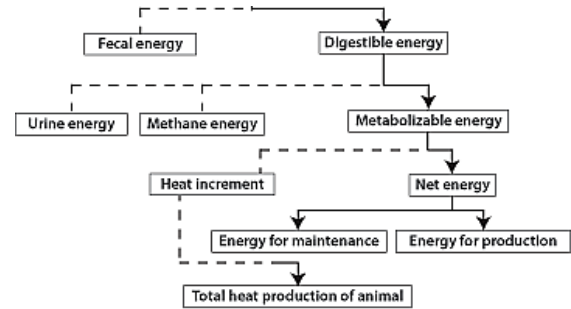 Fecal energy
Digestible energy
Urine energy
Methane energy
Metabolizable energy
Heat increment
Net energy
Energy for maintenance
Energy for production
Total heat production of animal